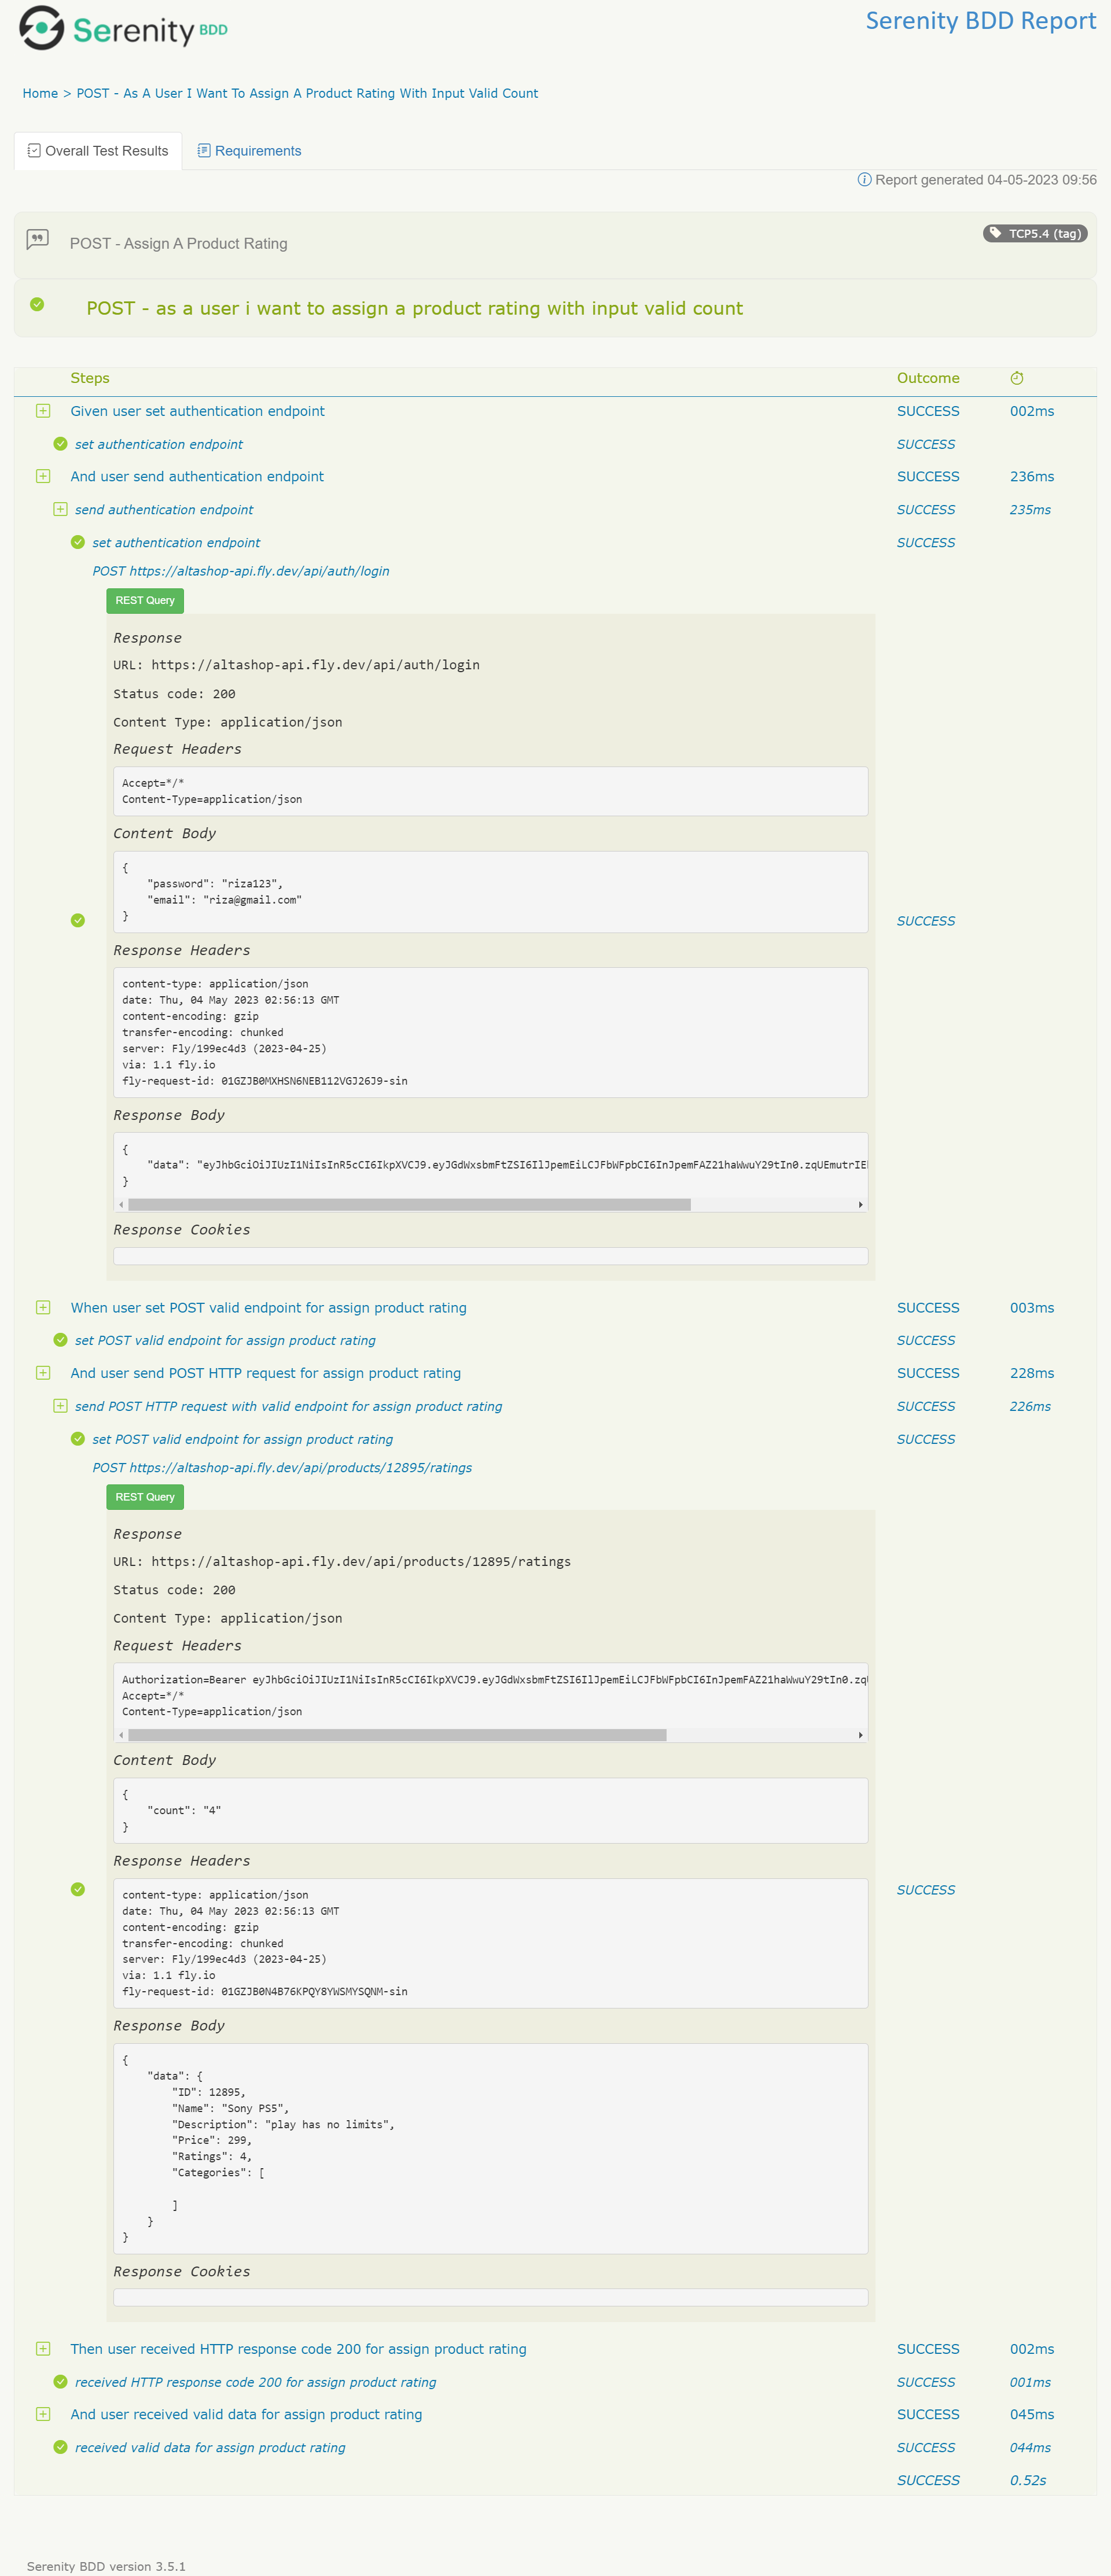 Serenity BDD
Serenity BDD Report
Home > POST - As A User I Want To Assign A Product Rating With Input Valid Count
Overall Test Results
Requirements
Report generated 04-05-2023 09:56
POST - Assign A Product Rating
TCP5.4 (tag)
POST - as a user i want to assign a product rating with input valid count
Steps Outcome
Given user set authentication endpoint SUCCESS 002ms
set authentication endpoint SUCCESS
And user send authentication endpoint SUCCESS 236ms
send authentication endpoint SUCCESS 235ms
set authentication endpoint SUCCESS
POST https://altashop-api.fly.dev/api/auth/login
REST Query
Response
URL: https://altashop-api.fly.dev/api/auth/login
Status code: 200
Content Type: application/json
Request Headers
Accept=*/*
Content-Type=application/json
Content Body
{
    "password": "riza123",
    "email": "riza@gmail.com"
}
SUCCESS
Response Headers
content-type: application/json
date: Thu, 04 May 2023 02:56:13 GMT
content-encoding: gzip
transfer-encoding: chunked
server: Fly/199ec4d3 (2023-04-25)
via: 1.1 fly.io
fly-request-id: 01GZJB0MXHSN6NEB112VGJ26J9-sin
Response Body
{
    "data": "eyJhbGciOiJIUzI1NiIsInR5cCI6IkpXVCJ9.eyJGdWxsbmFtZSI6IlJpemEiLCJFbWFpbCI6InJpemFAZ21haWwuY29tIn0.zqUEmutrIE
}
Response Cookies
When user set POST valid endpoint for assign product rating SUCCESS 003ms
set POST valid endpoint for assign product rating SUCCESS
And user send POST HTTP request for assign product rating SUCCESS 228ms
send POST HTTP request with valid endpoint for assign product rating SUCCESS 226ms
set POST valid endpoint for assign product rating SUCCESS
POST https://altashop-api.fly.dev/api/products/12895/ratings
REST Query
Response
URL: https://altashop-api.fly.dev/api/products/12895/ratings
Status code: 200
Content Type: application/json
Request Headers
Authorization=Bearer eyJhbGciOiJIUzI1NiIsInR5cCI6IkpXVCJ9.eyJGdWxsbmFtZSI6IlJpemEiLCJFbWFpbCI6InJpemFAZ21haWwuY29tIn0.zq
Accept=*/*
Content-Type=application/json
Content Body
{
    "count": "4"
}
Response Headers
SUCCESS
content-type: application/json
date: Thu, 04 May 2023 02:56:13 GMT
content-encoding: gzip
transfer-encoding: chunked
server: Fly/199ec4d3 (2023-04-25)
via: 1.1 fly.io
fly-request-id: 01GZJB0N4B76KPQY8YWSMYSQNM-sin
Response Body
{
    "data": {
        "ID": 12895,
        "Name": "Sony PS5",
        "Description": "play has no limits",
        "Price": 299,
        "Ratings": 4,
        "Categories": [
        ]
    }
}
Response Cookies
Then user received HTTP response code 200 for assign product rating SUCCESS 002ms
received HTTP response code 200 for assign product rating SUCCESS 001ms
And user received valid data for assign product rating SUCCESS 045ms
received valid data for assign product rating SUCCESS 044ms
SUCCESS 0.52s
Serenity BDD version 3.5.1